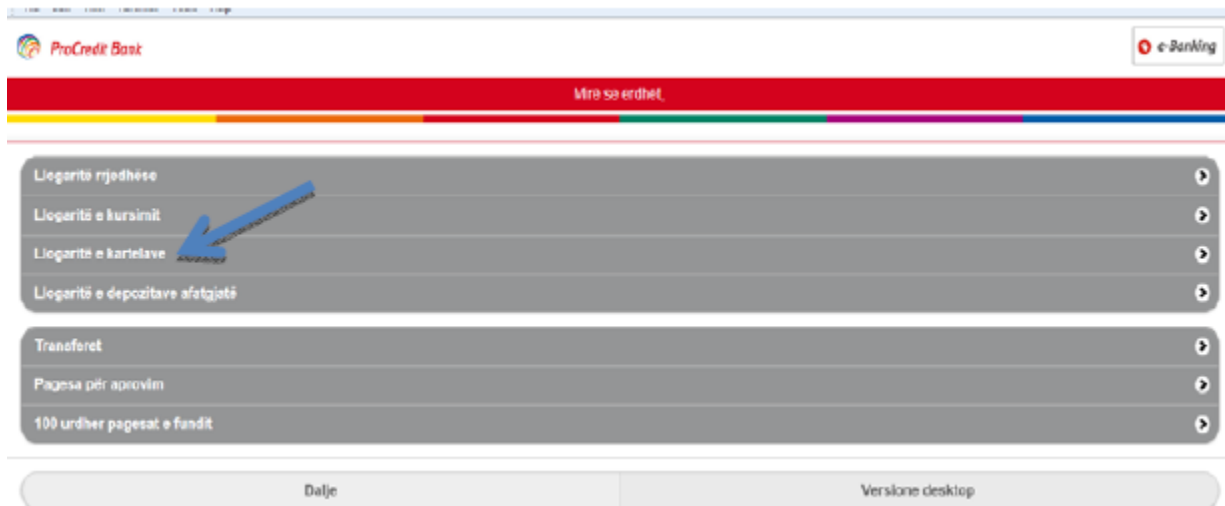 ProCredit Bank
e-Banking
Mirë se erdhët,
Llogaritë rrjedhëse
Llogaritë e kursimit
Llogaritë e kartelave
Llogaritë e depozitave afatgjatë
Transferet
Pagesa për aprovim
100 urdher pagesat e fundit
Dalje
Versione desktop